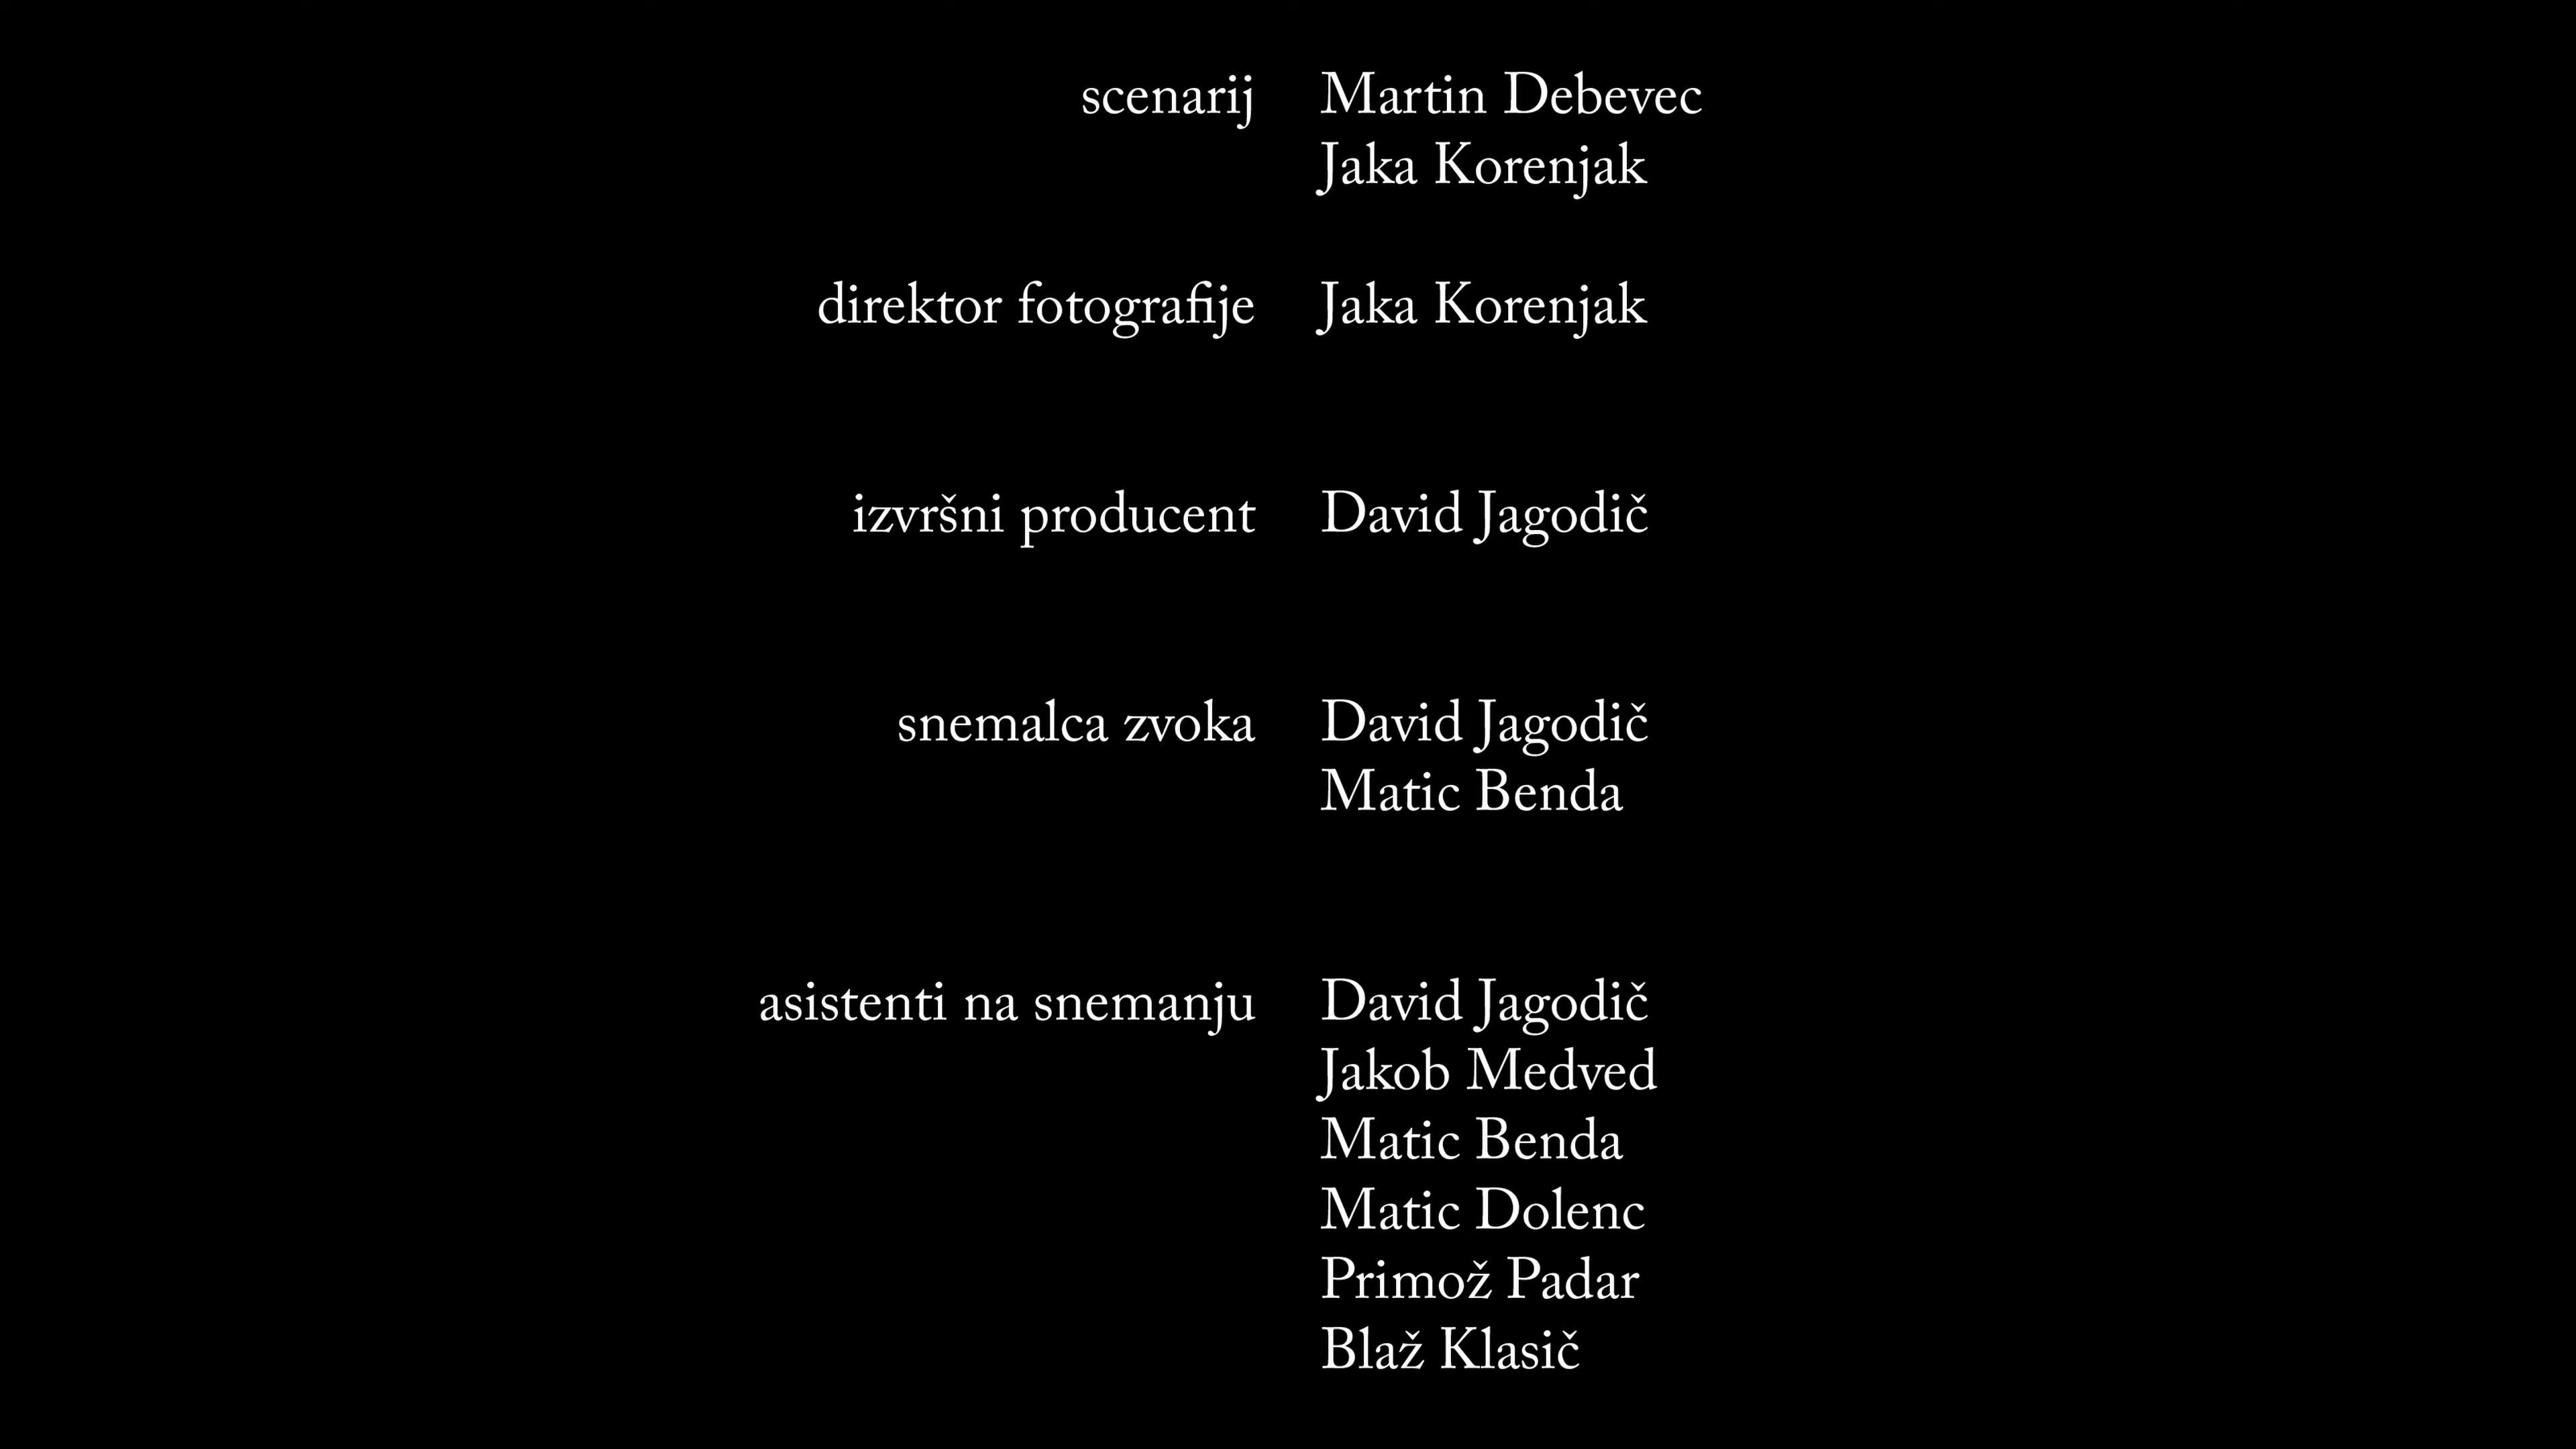 scenarij Martin Debevec
Jaka Korenjak
direktor fotografije Jaka Korenjak
izvršni producent David Jagodič
snemalca zvoka David Jagodič
Matic Benda
asistenti na snemanju David Jagodič
Jakob Medved
Matic Benda
Matic Dolenc
Primož Padar
Blaž Klasič